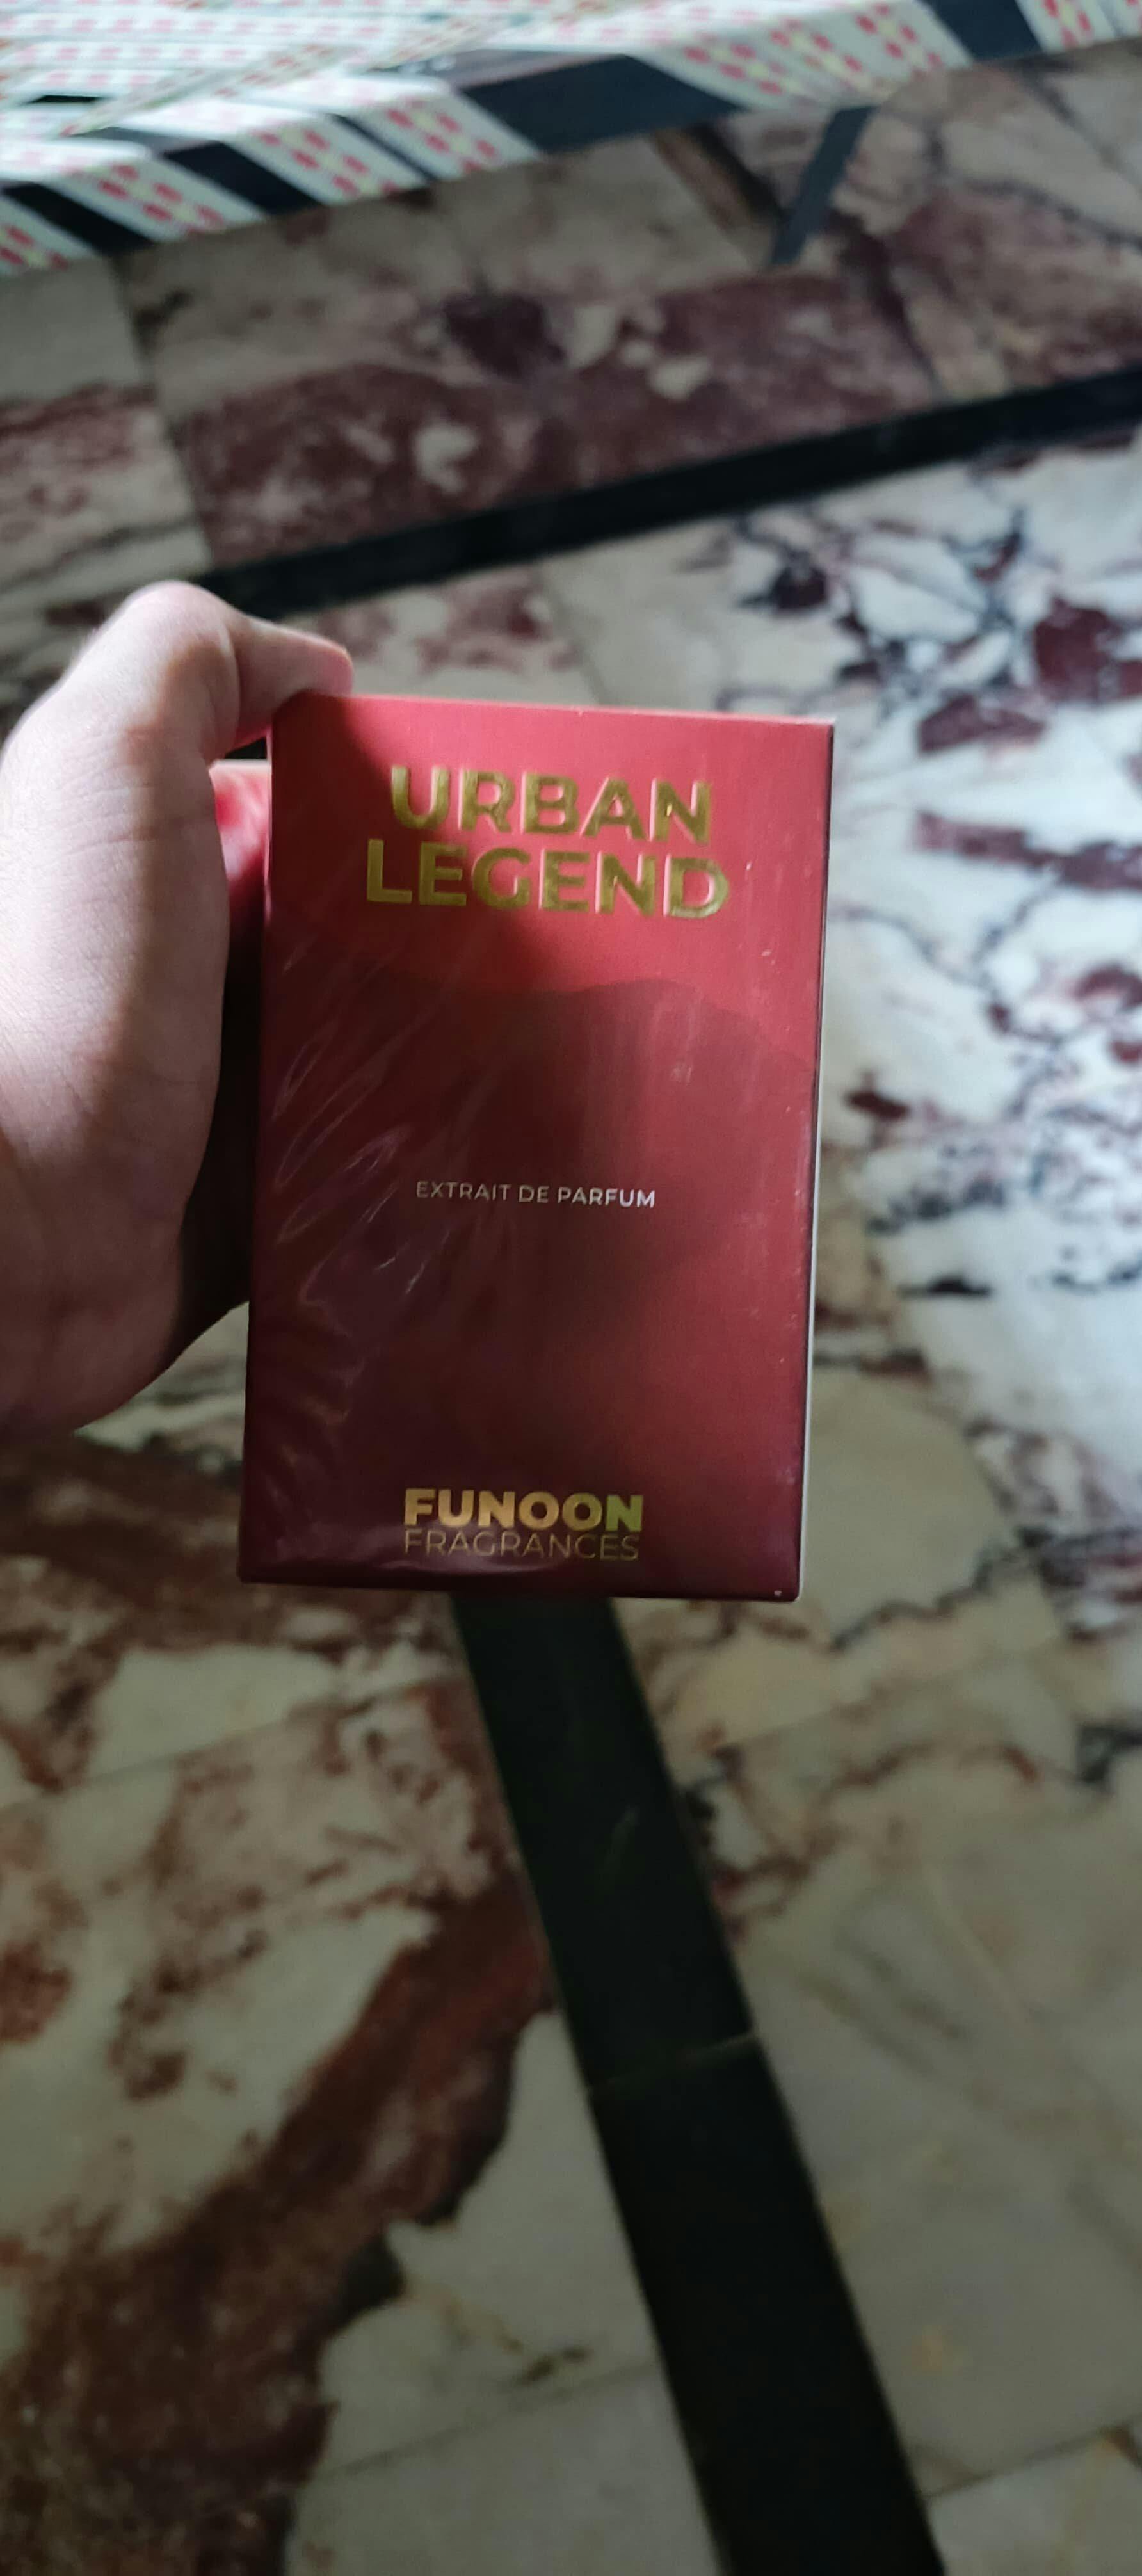 URBAN
LEGEND
EXTRAIT DE PARFUM
FUNOON
FRAGRANCES